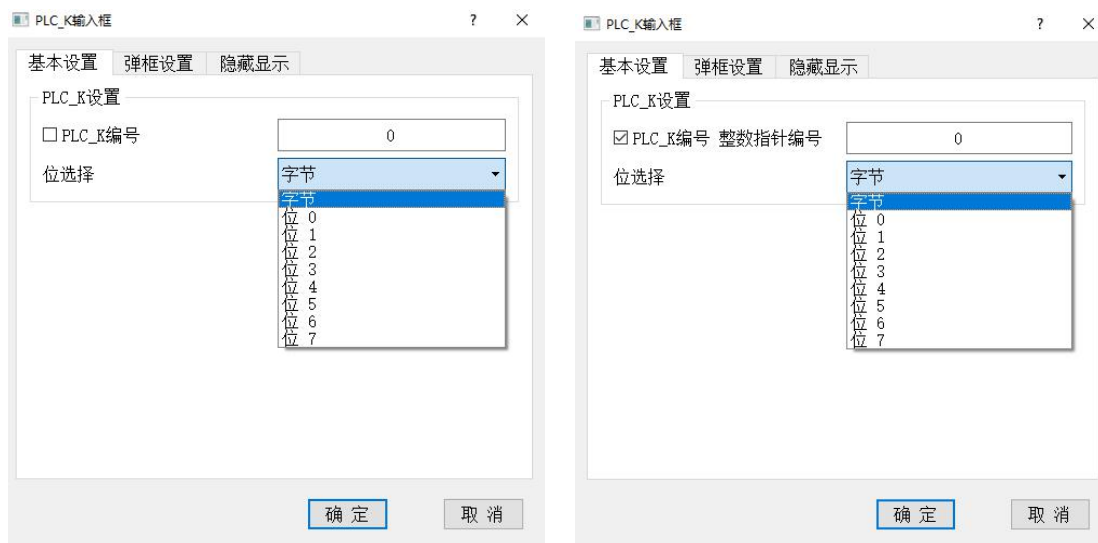 PLC_K输入框 ?
基本设置 弹框设置 隐藏显示
PLC_K设置
PLC_K编号 0
位选择 字节
字节
位 0
位 1
位 2
位 3
位 4
位 5
位 6
位 7
确 定 取 消
PLC_K输入框 ?
基本设置 弹框设置 隐藏显示
PLC_K设置
PLC_K编号 整数指针编号 0
位选择 字节
字节
位 0
位 1
位 2
位 3
位 4
位 5
位 6
位 7
确 定 取 消